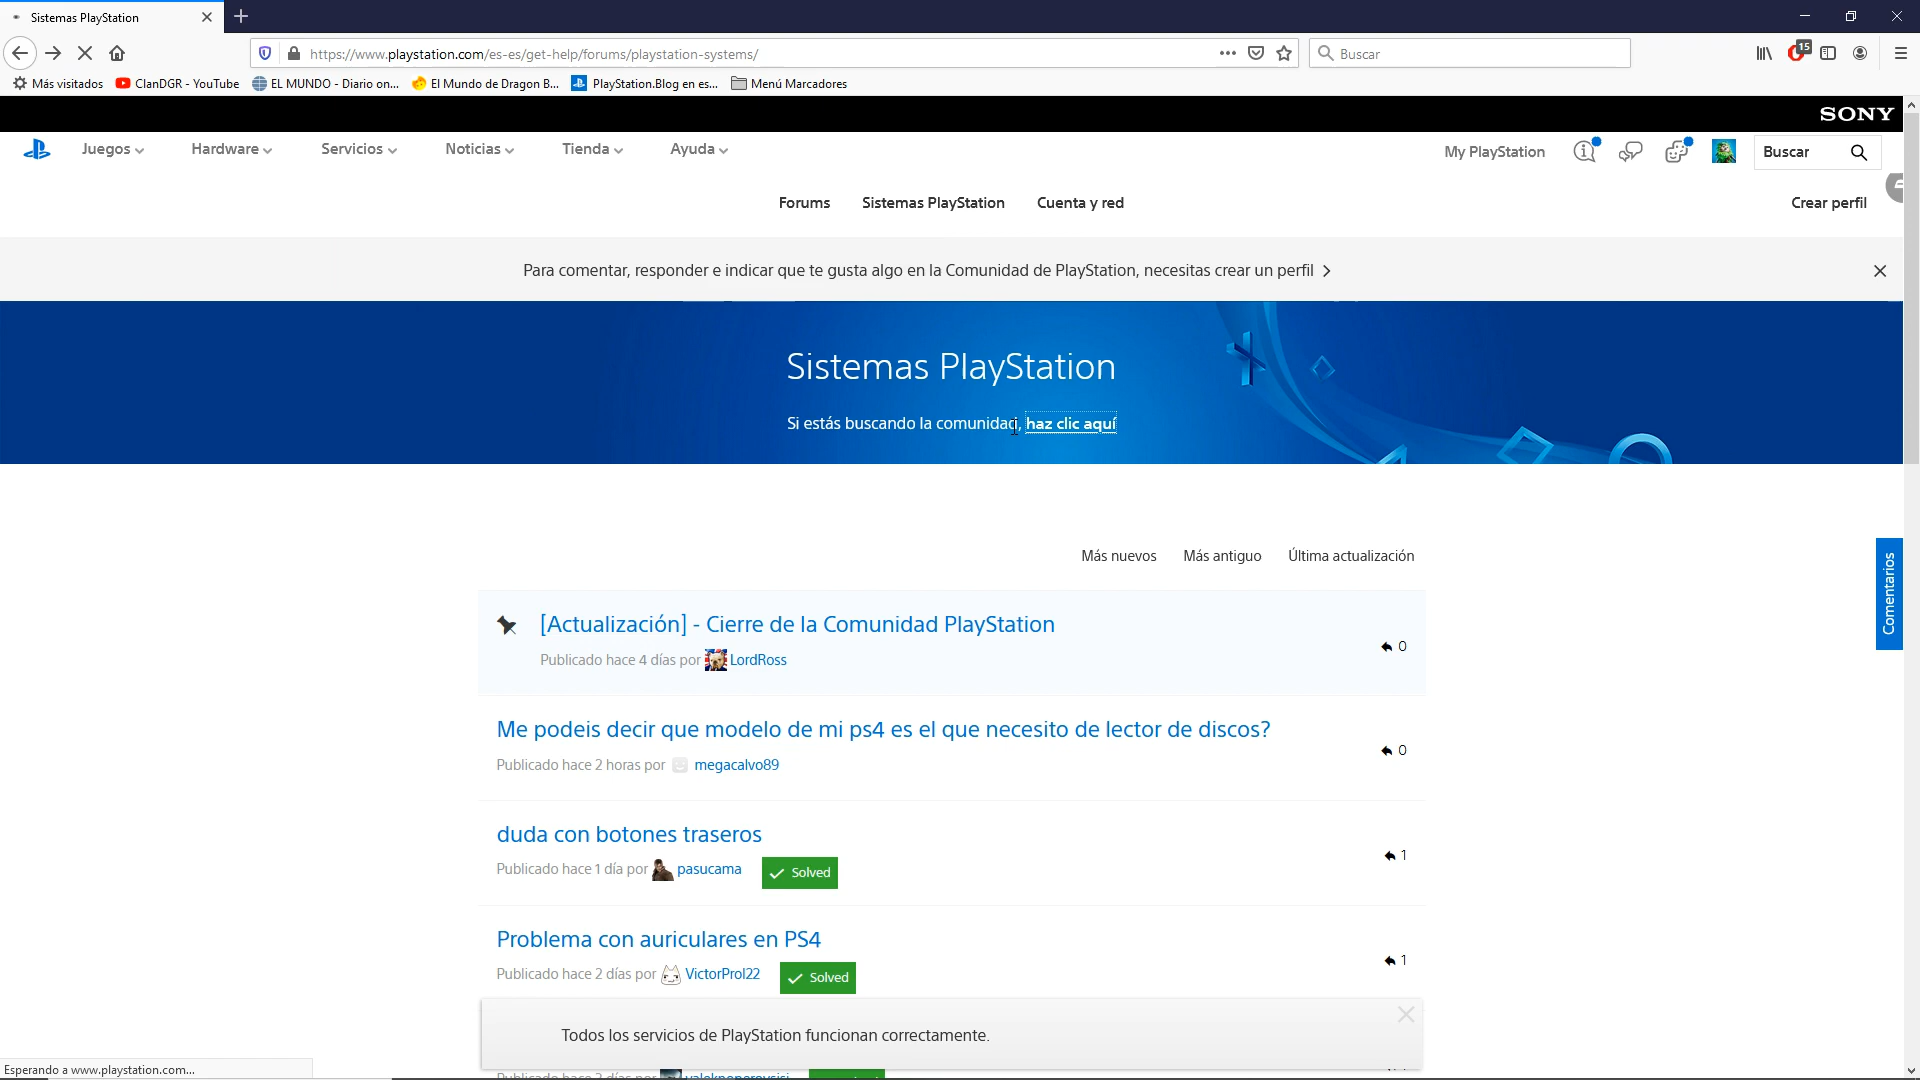 Sistemas PlayStation
https://www.playstation.com/es-es/get-help/forums/playstation-systems/
Buscar
15
Más visitados
ClanDGR - YouTube
EL MUNDO - Diario on...
El Mundo de Dragon B...
PlayStation.Blog en es...
Menú Marcadores
SONY
Juegos
Hardware
Servicios
Noticias
Tienda
Ayuda
My PlayStation
Buscar
Forums
Sistemas PlayStation
Cuenta y red
Crear perfil
Para comentar, responder e indicar que te gusta algo en la Comunidad de PlayStation, necesitas crear un perfil
Sistemas PlayStation
Si estás buscando la comunidad, haz clic aquí
Más nuevos
Más antiguo
Última actualización
Comentarios
[Actualización] - Cierre de la Comunidad PlayStation
Publicado hace 4 días por LordRoss
0
Me podeis decir que modelo de mi ps4 es el que necesito de lector de discos?
Publicado hace 2 horas por megacalvo89
0
duda con botones traseros
Publicado hace 1 día por pasucama
Solved
1
Problema con auriculares en PS4
Publicado hace 2 días por VictorProl22
Solved
1
Todos los servicios de PlayStation funcionan correctamente.
Esperando a www.playstation.com...